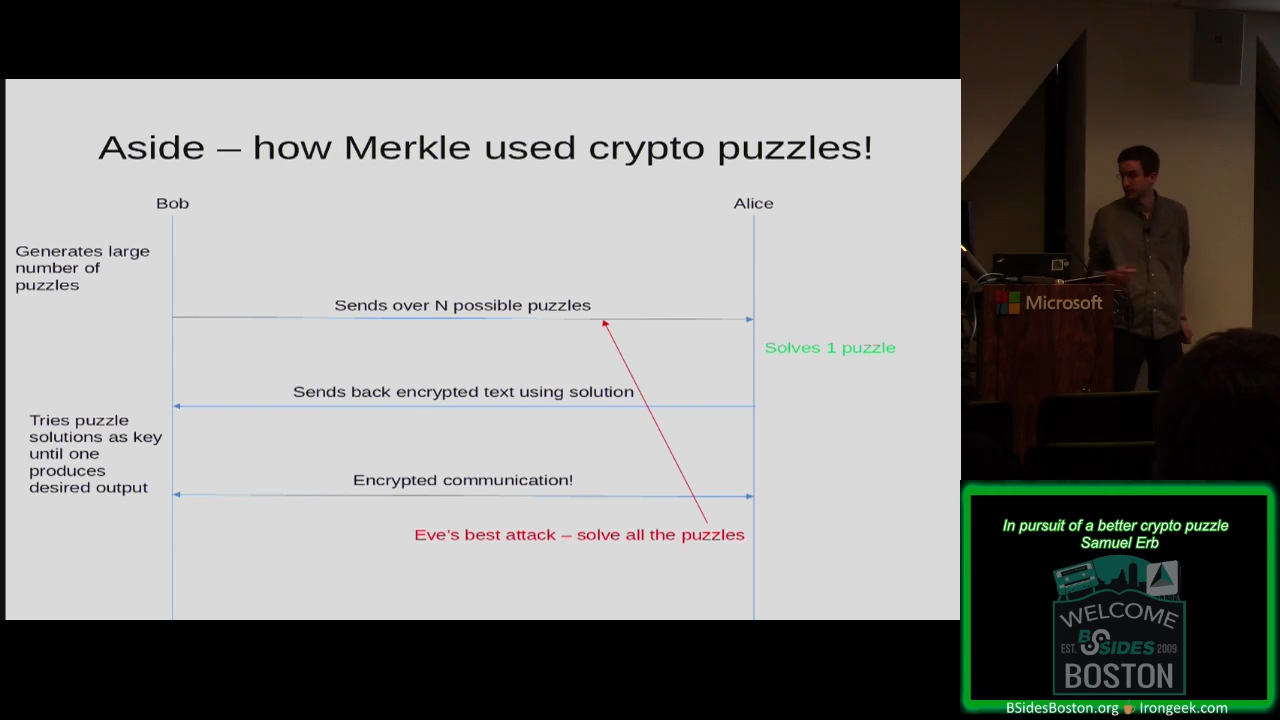 Aside – how Merkle used crypto puzzles!
Bob
Alice
Generates large
number of
puzzles
Sends over N possible puzzles
Solves 1 puzzle
Sends back encrypted text using solution
Tries puzzle
solutions as key
until one
produces
desired output
Encrypted communication!
Eve's best attack – solve all the puzzles
Microsoft
In pursuit of a better crypto puzzle
Samuel Erb
WELCOME
BSIDES
EST. 2009
BOSTON
BSidesBoston.org Irongeek.com